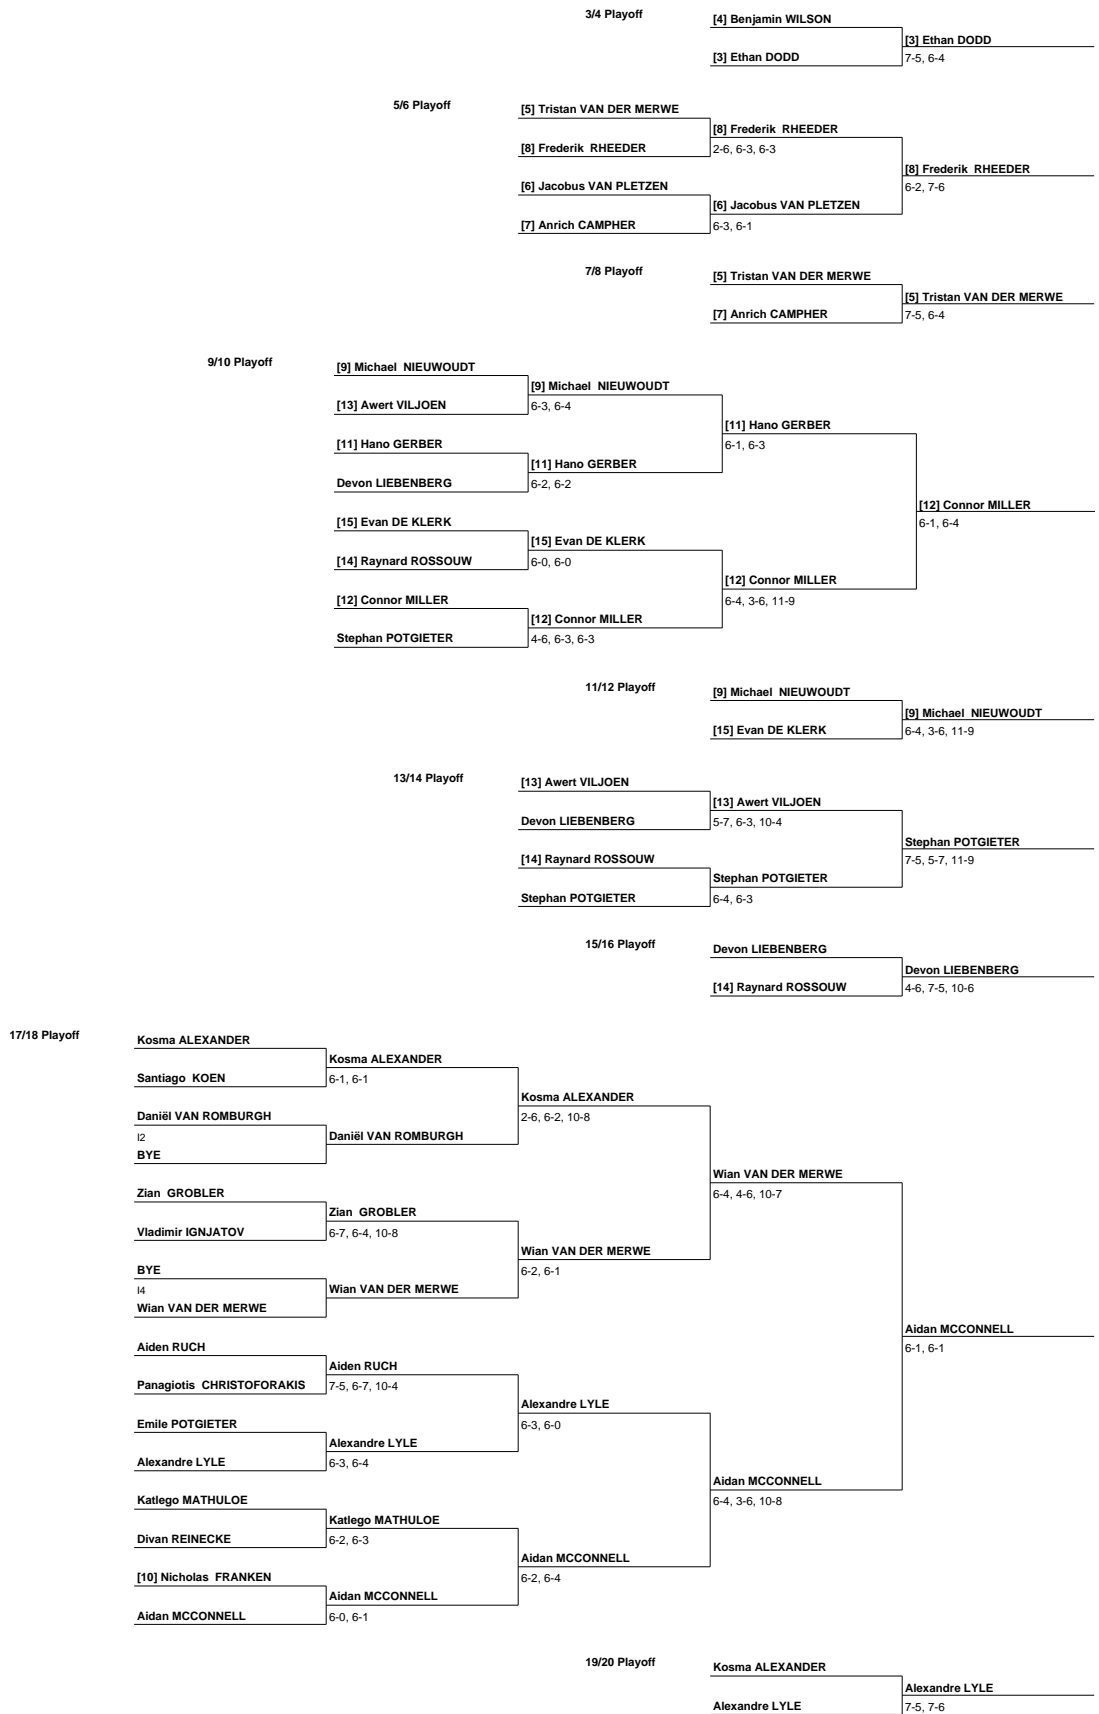 3/4 Playoff
[4] Benjamin WILSON
[3] Ethan DODD
[3] Ethan DODD
7-5, 6-4
5/6 Playoff
[5] Tristan VAN DER MERWE
[8] Frederik RHEEDER
[8] Frederik RHEEDER
2-6, 6-3, 6-3
[8] Frederik RHEEDER
6-2, 7-6
[6] Jacobus VAN PLETZEN
[6] Jacobus VAN PLETZEN
[7] Anrich CAMPHER
6-3, 6-1
7/8 Playoff
[5] Tristan VAN DER MERWE
[5] Tristan VAN DER MERWE
[7] Anrich CAMPHER
7-5, 6-4
9/10 Playoff
[9] Michael NIEUWOUDT
[9] Michael NIEUWOUDT
[13] Awert VILJOEN
6-3, 6-4
[11] Hano GERBER
6-1, 6-3
[11] Hano GERBER
[11] Hano GERBER
Devon LIEBENBERG
6-2, 6-2
[12] Connor MILLER
6-1, 6-4
[15] Evan DE KLERK
[15] Evan DE KLERK
[14] Raynard ROSSOUW
6-0, 6-0
[12] Connor MILLER
6-4, 3-6, 11-9
[12] Connor MILLER
[12] Connor MILLER
Stephan POTGIETER
4-6, 6-3, 6-3
11/12 Playoff
[9] Michael NIEUWOUDT
[9] Michael NIEUWOUDT
[15] Evan DE KLERK
6-4, 3-6, 11-9
13/14 Playoff
[13] Awert VILJOEN
[13] Awert VILJOEN
Devon LIEBENBERG
5-7, 6-3, 10-4
Stephan POTGIETER
7-5, 5-7, 11-9
[14] Raynard ROSSOUW
Stephan POTGIETER
Stephan POTGIETER
6-4, 6-3
15/16 Playoff
Devon LIEBENBERG
Devon LIEBENBERG
[14] Raynard ROSSOUW
4-6, 7-5, 10-6
17/18 Playoff
Kosma ALEXANDER
Kosma ALEXANDER
Santiago KOEN
6-1, 6-1
Kosma ALEXANDER
2-6, 6-2, 10-8
Daniël VAN ROMBURGH
I2
Daniël VAN ROMBURGH
BYE
Wian VAN DER MERWE
6-4, 4-6, 10-7
Zian GROBLER
Zian GROBLER
Vladimir IGNJATOV
6-7, 6-4, 10-8
Wian VAN DER MERWE
6-2, 6-1
BYE
I4
Wian VAN DER MERWE
Wian VAN DER MERWE
Aidan MCCONNELL
6-1, 6-1
Aiden RUCH
Aiden RUCH
Panagiotis CHRISTOFORAKIS
7-5, 6-7, 10-4
Alexandre LYLE
6-3, 6-0
Emile POTGIETER
Alexandre LYLE
Alexandre LYLE
6-3, 6-4
Aidan MCCONNELL
6-4, 3-6, 10-8
Katlego MATHULOE
Katlego MATHULOE
Divan REINECKE
6-2, 6-3
Aidan MCCONNELL
6-2, 6-4
[10] Nicholas FRANKEN
Aidan MCCONNELL
Aidan MCCONNELL
6-0, 6-1
19/20 Playoff
Kosma ALEXANDER
Alexandre LYLE
Alexandre LYLE
7-5, 7-6